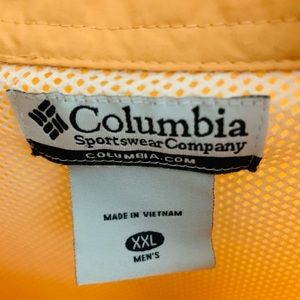 Columbia
Sportswear Company
COLUMBIA.COM
MADE IN VIETNAM
XXL
MEN'S